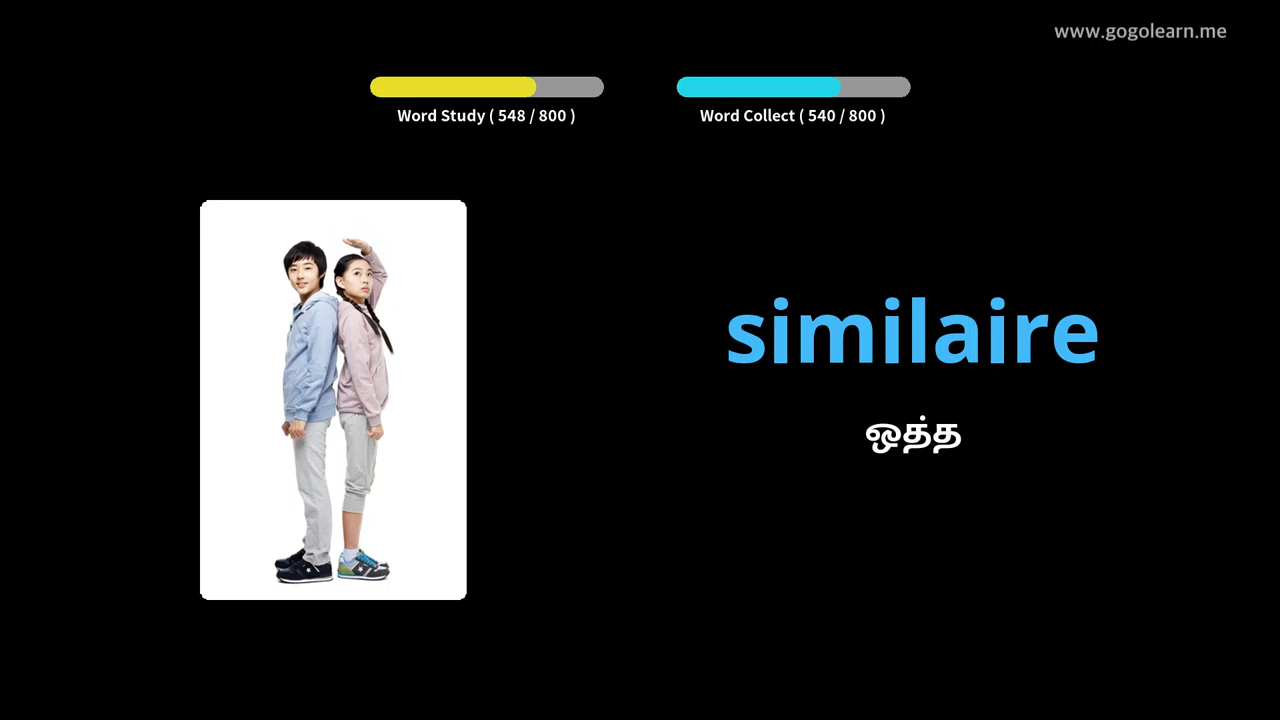 www.gogolearn.me
Word Study ( 548 / 800 )
Word Collect ( 540 / 800 )
similaire
ஒத்த